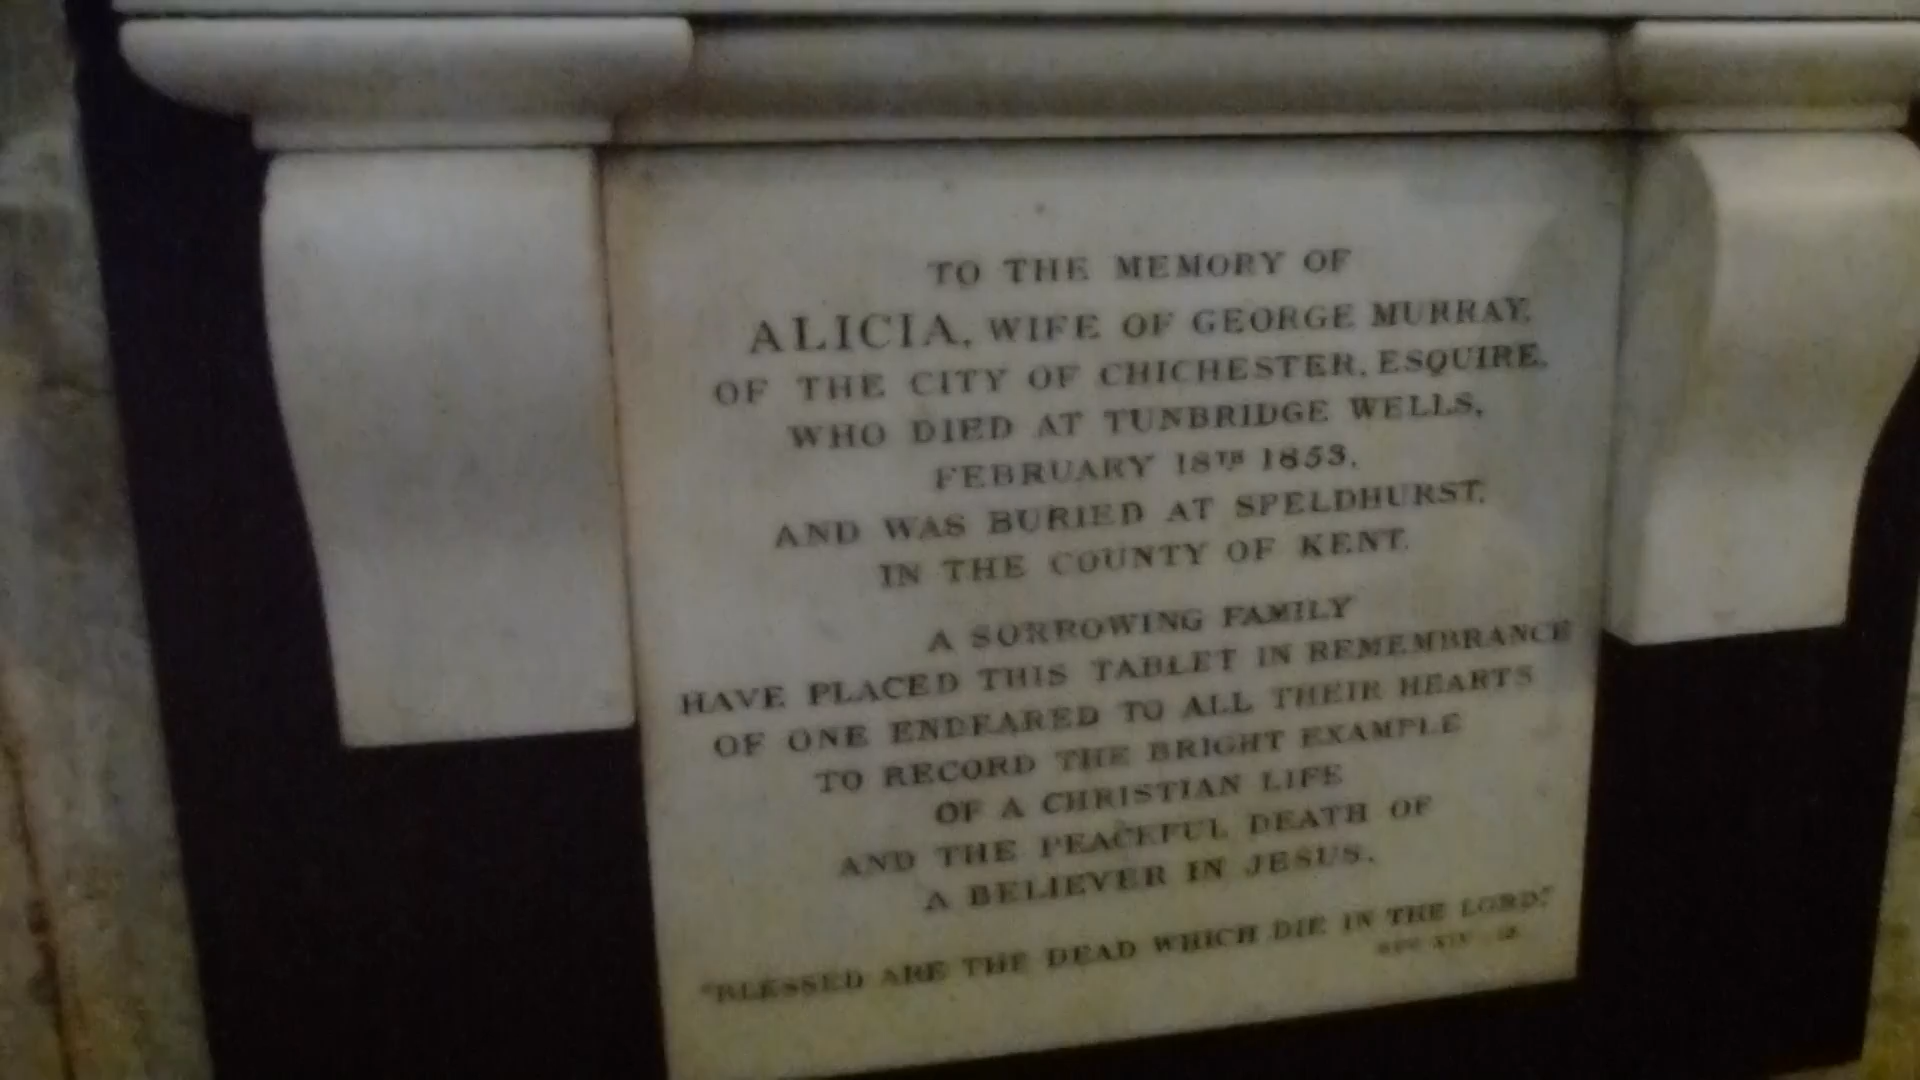 TO THE MEMORY OF
ALICIA, WIFE OF GEORGE MURRAY,
OF THE CITY OF CHICHESTER, ESQUIRE,
WHO DIED AT TUNBRIDGE WELLS,
FEBRUARY 18TH 1853,
AND WAS BURIED AT SPELDHURST,
IN THE COUNTY OF KENT.
A SORROWING FAMILY
HAVE PLACED THIS TABLET IN REMEMBRANCE
OF ONE ENDEARED TO ALL THEIR HEARTS
TO RECORD THE BRIGHT EXAMPLE
OF A CHRISTIAN LIFE
AND THE PEACEFUL DEATH OF
A BELIEVER IN JESUS.
"BLESSED ARE THE DEAD WHICH DIE IN THE LORD."